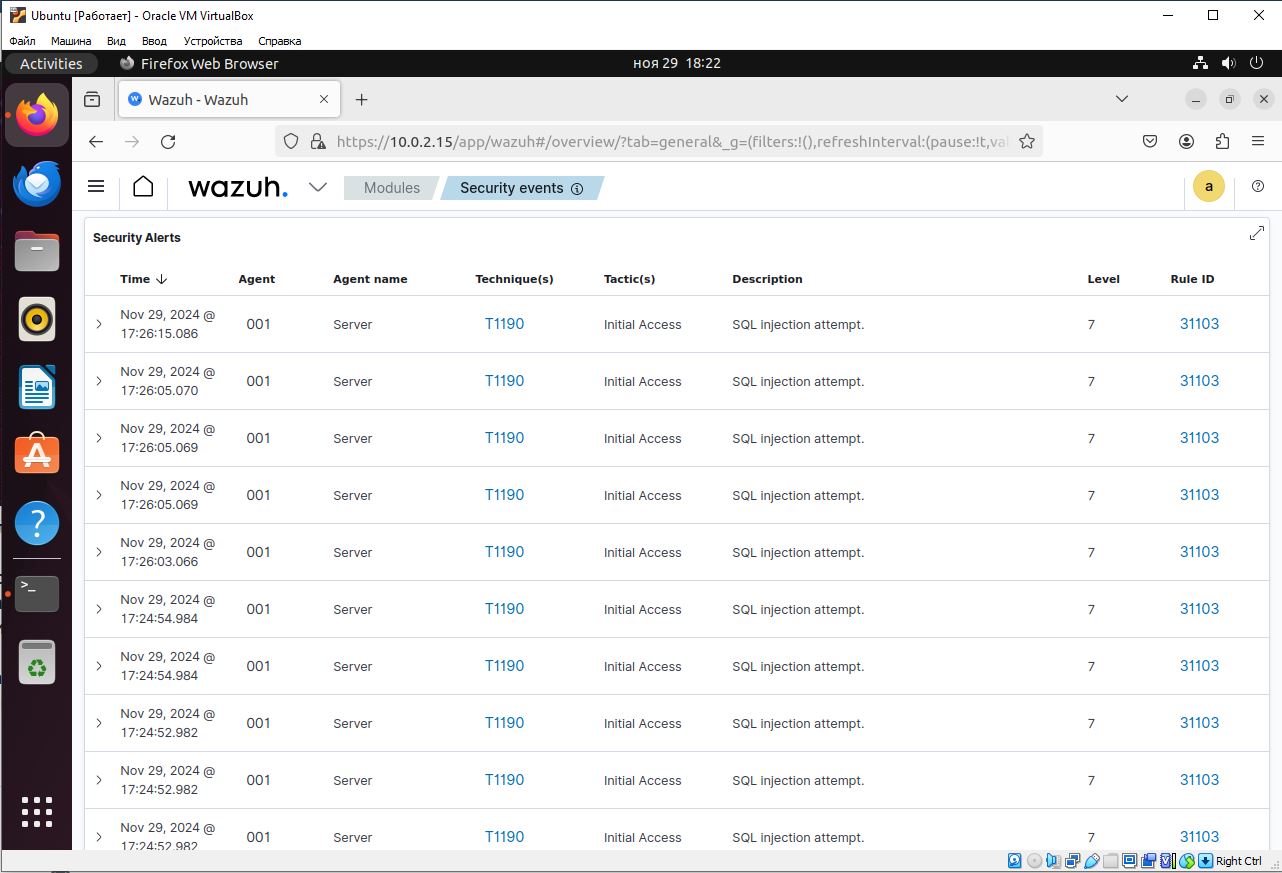 Ubuntu [Работает] - Oracle VM VirtualBox
Файл Машина Вид Ввод Устройства Справка
Activities Firefox Web Browser ноя 29 18:22
Wazuh - Wazuh
https://10.0.2.15/app/wazuh#/overview/?tab=general&_g=(filters:!(),refreshInterval:(pause:!t,val
wazuh. Modules Security events a
Security Alerts
Time Agent Agent name Technique(s) Tactic(s) Description Level Rule ID
Nov 29, 2024 @
17:26:15.086
001 Server T1190 Initial Access SQL injection attempt. 7 31103
Nov 29, 2024 @
17:26:05.070
001 Server T1190 Initial Access SQL injection attempt. 7 31103
Nov 29, 2024 @
17:26:05.069
001 Server T1190 Initial Access SQL injection attempt. 7 31103
Nov 29, 2024 @
17:26:05.069
001 Server T1190 Initial Access SQL injection attempt. 7 31103
Nov 29, 2024 @
17:26:03.066
001 Server T1190 Initial Access SQL injection attempt. 7 31103
Nov 29, 2024 @
17:24:54.984
001 Server T1190 Initial Access SQL injection attempt. 7 31103
Nov 29, 2024 @
17:24:54.984
001 Server T1190 Initial Access SQL injection attempt. 7 31103
Nov 29, 2024 @
17:24:52.982
001 Server T1190 Initial Access SQL injection attempt. 7 31103
Nov 29, 2024 @
17:24:52.982
001 Server T1190 Initial Access SQL injection attempt. 7 31103
Nov 29, 2024 @
17:24:52.982
001 Server T1190 Initial Access SQL injection attempt. 7 31103
Right Ctrl